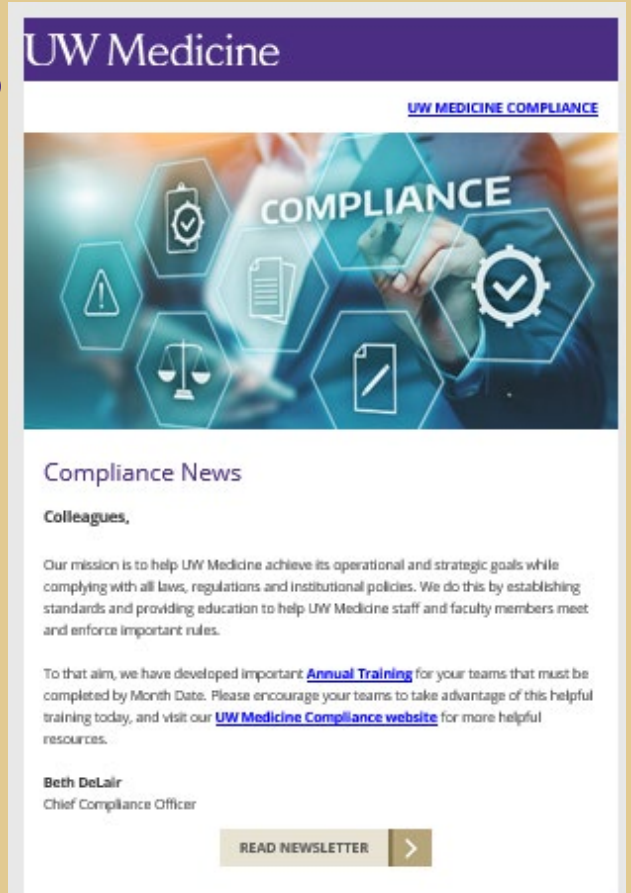 UW Medicine
UW MEDICINE COMPLIANCE
COMPLIANCE
Compliance News
Colleagues,
Our mission is to help UW Medicine achieve its operational and strategic goals while
complying with all laws, regulations and institutional policies. We do this by establishing
standards and providing education to help UW Medicine staff and faculty members meet
and enforce important rules.
To that aim, we have developed important Annual Training for your teams that must be
completed by Month Date. Please encourage your teams to take advantage of this helpful
training today, and visit our UW Medicine Compliance website for more helpful
resources.
Beth DeLair
Chief Compliance Officer
READ NEWSLETTER